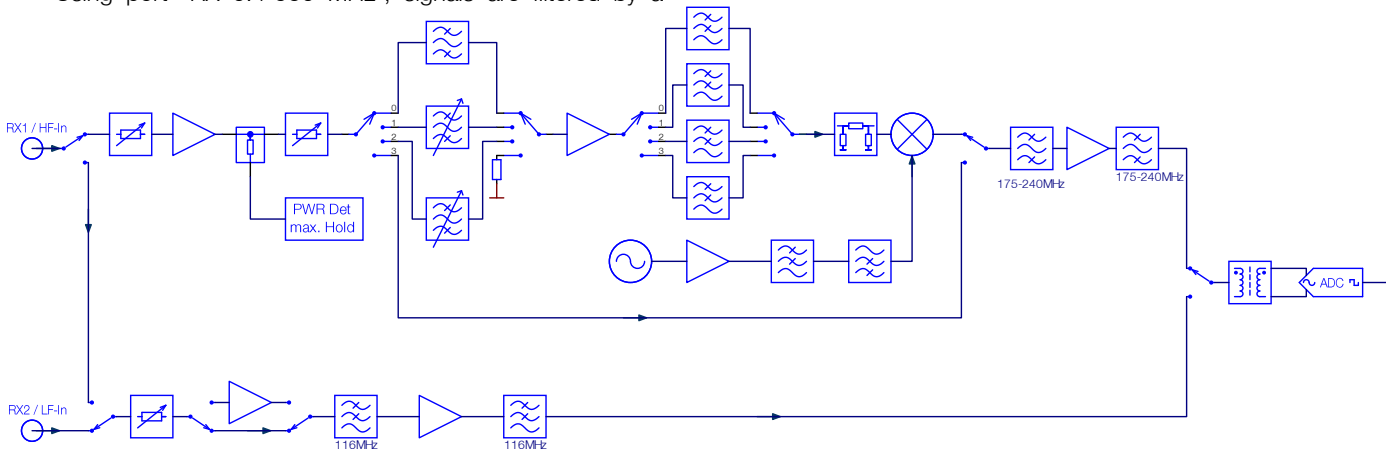 RX1 / HF-In
0
1
2
3
0
1
2
3
175-240MHz
175-240MHz
PWR Det
max. Hold
ADC
RX2 / LF-In
116MHz
116MHz